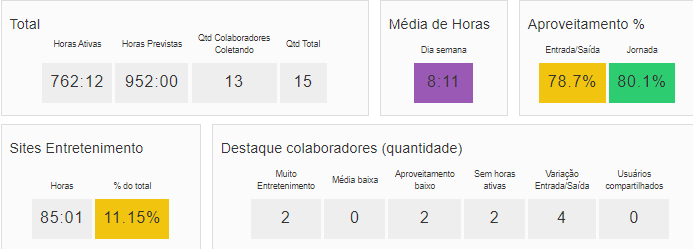 Total
Horas Ativas
Horas Previstas
Qtd Colaboradores
Coletando
Qtd Total
762:12
952:00
13
15
Média de Horas
Dia semana
8:11
Aproveitamento %
Entrada/Saída
Jornada
78.7%
80.1%
Sites Entretenimento
Horas
% do total
85:01
11.15%
Destaque colaboradores (quantidade)
Muito
Entretenimento
Média baixa
Aproveitamento
baixo
Sem horas
ativas
Variação
Entrada/Saída
Usuários
compartilhados
2
0
2
2
4
0